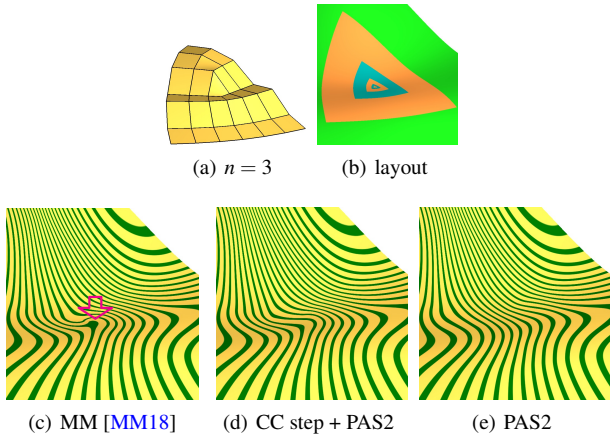 (a) n = 3
(b) layout
(c) MM [MM18]
(d) CC step + PAS2
(e) PAS2